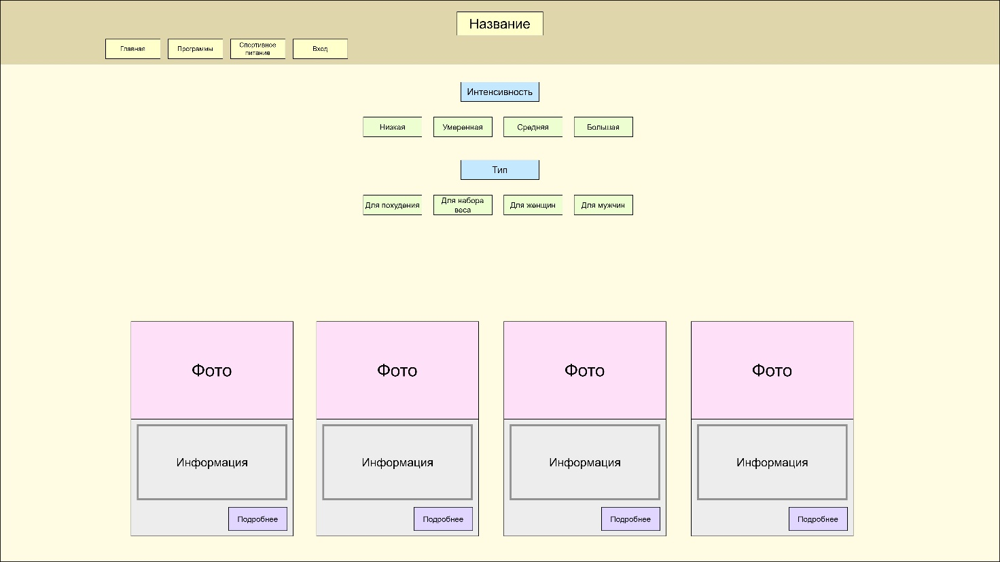 Название
Главная
Программы
Спортивное
питание
Вход
Интенсивность
Низкая
Умеренная
Средняя
Большая
Тип
Для похудения
Для набора
веса
Для женщин
Для мужчин
Фото
Фото
Фото
Фото
Информация
Информация
Информация
Информация
Подробнее
Подробнее
Подробнее
Подробнее